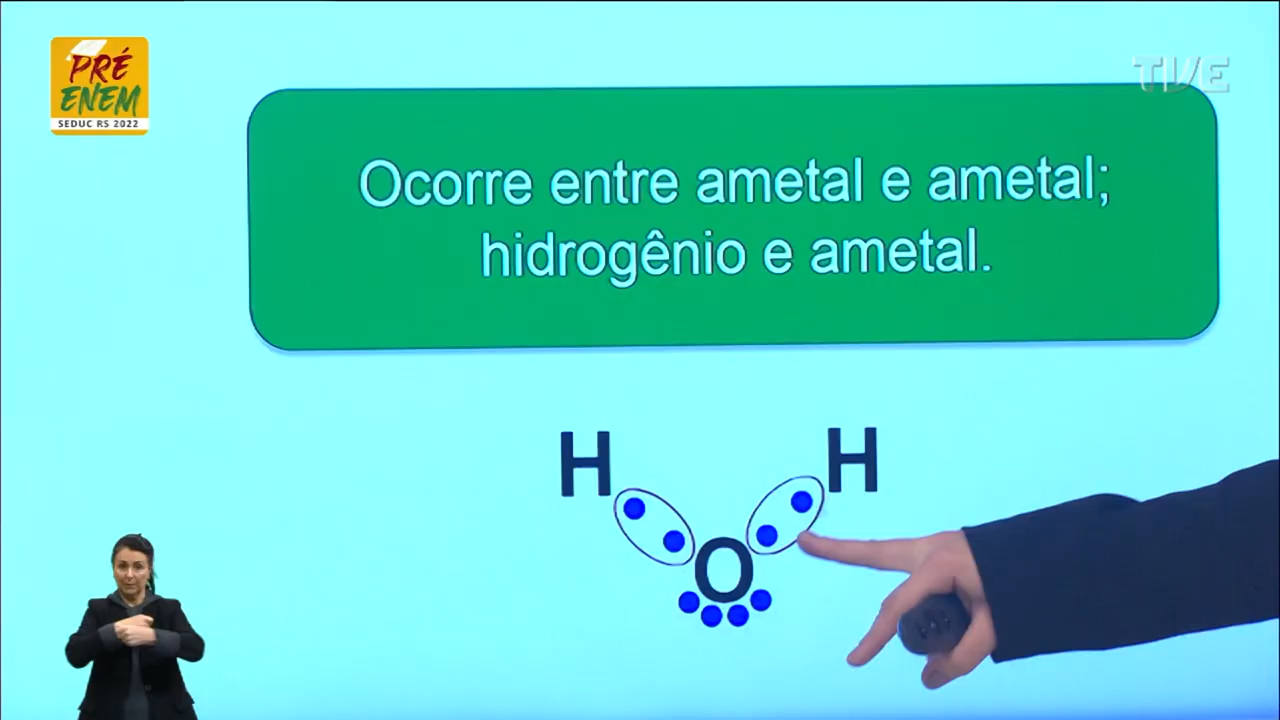 PRÉ
ENEM
SEDUC RS 2022
TVE
Ocorre entre ametal e ametal;
hidrogênio e ametal.
H
H
O